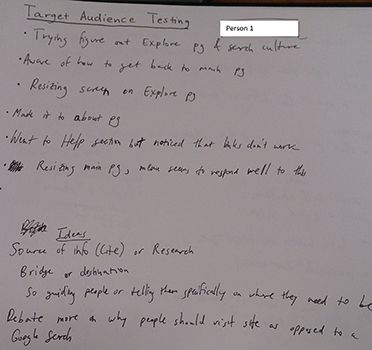 Target Audience Testing
Person 1
• Trying figure out Explore pg & serch culture
• Aware of how to get back to main pg
• Resizing screen on Explore pg
• Made it to about pg
• Went to Help section but noticed that links don't work
• Resizing main pg, menu seems to respond well to this
•
Ideas
Source of info (Cite) or Research
Bridge or destination
So guiding people or telling them specifically on where they need to be
Debate more on why people should visit site as opposed to a
Google Serch